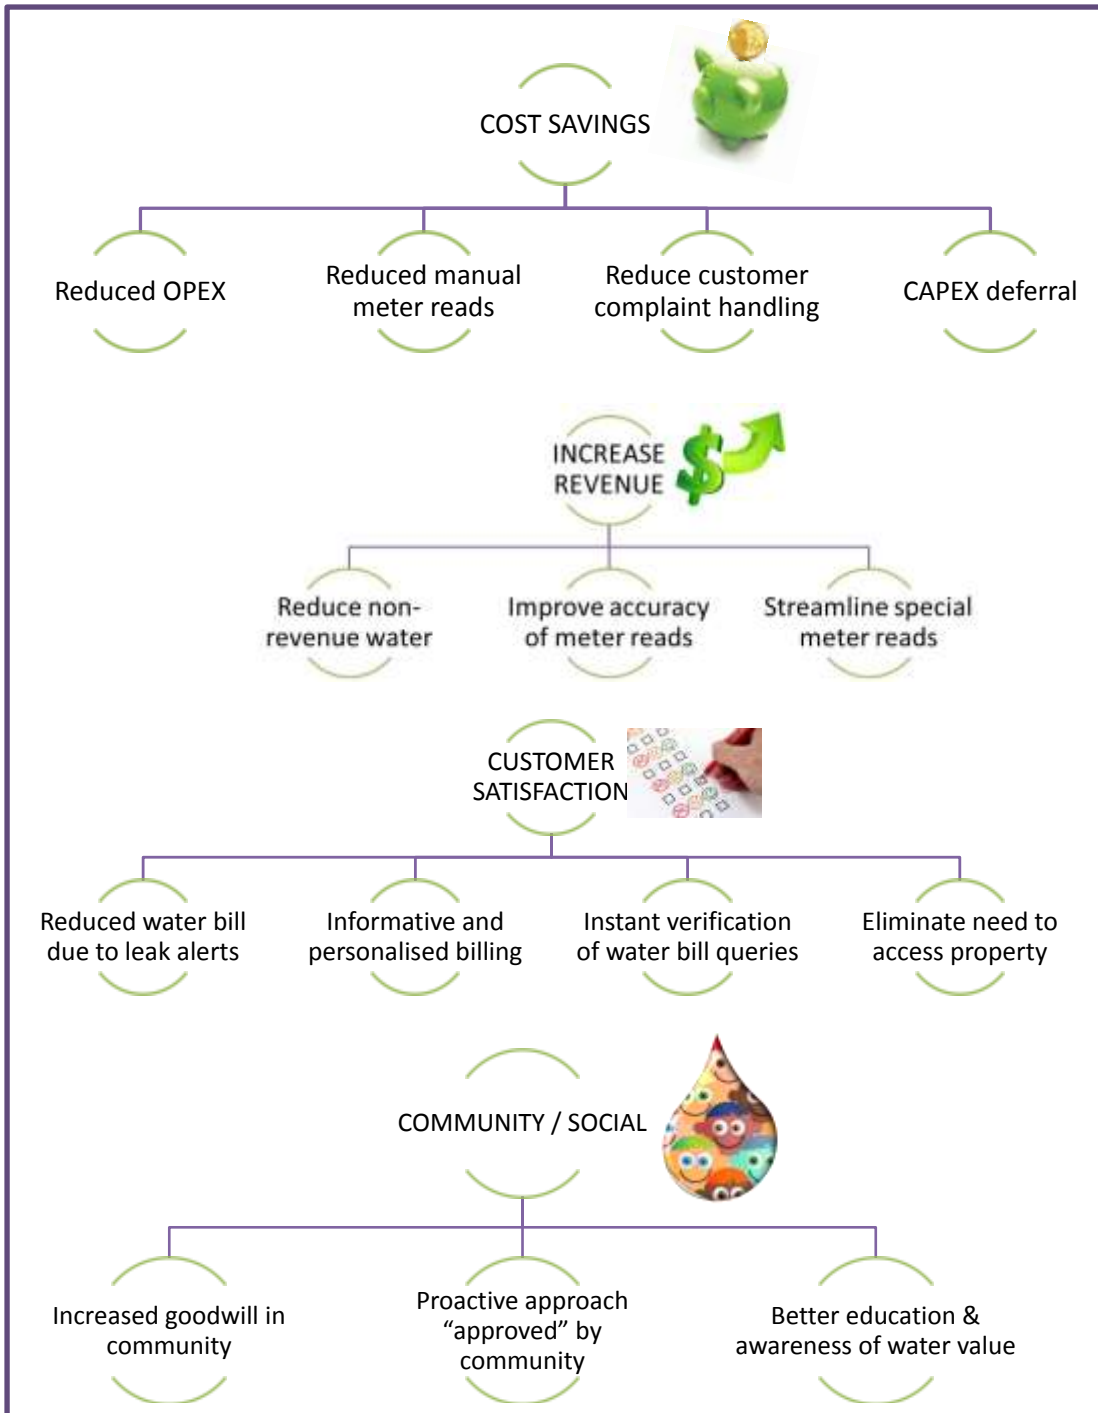 COST SAVINGS
Reduced OPEX
Reduced manual
meter reads
Reduce customer
complaint handling
CAPEX deferral
INCREASE
REVENUE
Reduce non-
revenue water
Improve accuracy
of meter reads
Streamline special
meter reads
CUSTOMER
SATISFACTION
Reduced water bill
due to leak alerts
Informative and
personalised billing
Instant verification
of water bill queries
Eliminate need to
access property
COMMUNITY / SOCIAL
Increased goodwill in
community
Proactive approach
“approved” by
community
Better education &
awareness of water value